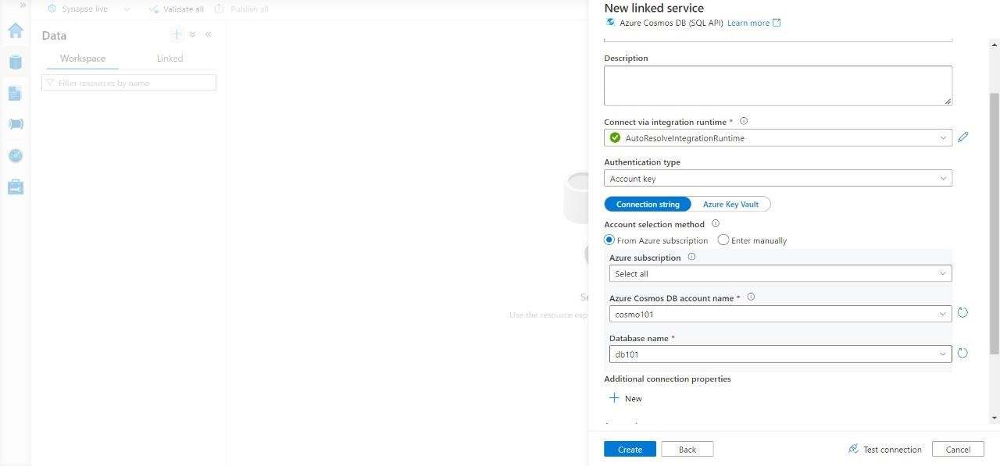 New linked service
Azure Cosmos DB (SQL API) Learn more
Synapse live
Validate all
Publish all
Data
Workspace
Linked
Filter resources by name
Use the resource exp
Description
Connect via integration runtime *
AutoResolveIntegrationRuntime
Authentication type
Account key
Connection string
Azure Key Vault
Account selection method
From Azure subscription
Enter manually
Azure subscription
Select all
Azure Cosmos DB account name *
cosmo101
Database name *
db101
Additional connection properties
New
Create
Back
Test connection
Cancel